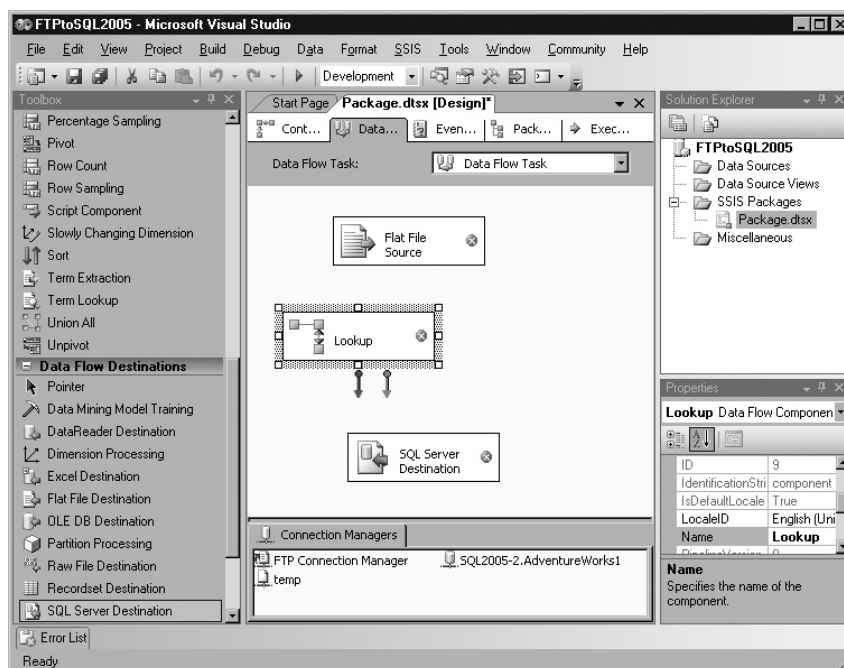 FTPtoSQL2005 - Microsoft Visual Studio
File Edit View Project Build Debug Data Format SSIS Tools Window Community Help
Development
Toolbox
Percentage Sampling
Pivot
Row Count
Row Sampling
Script Component
Slowly Changing Dimension
Sort
Term Extraction
Term Lookup
Union All
Unpivot
Data Flow Destinations
Pointer
Data Mining Model Training
DataReader Destination
Dimension Processing
Excel Destination
Flat File Destination
OLE DB Destination
Partition Processing
Raw File Destination
Recordset Destination
SQL Server Destination
Start Page Package.dtsx [Design]*
Cont... Data... Even... Pack... Exec...
Data Flow Task: Data Flow Task
Flat File
Source
Lookup
SQL Server
Destination
Connection Managers
FTP Connection Manager SQL2005-2.AdventureWorks1
temp
Solution Explorer
FTPtoSQL2005
Data Sources
Data Source Views
SSIS Packages
Package.dtsx
Miscellaneous
Properties
Lookup Data Flow Componen
ID 9
IdentificationStri component
IsDefaultLocale True
LocaleID English (Uni
Name Lookup
Name
Specifies the name of the
component.
Error List
Ready